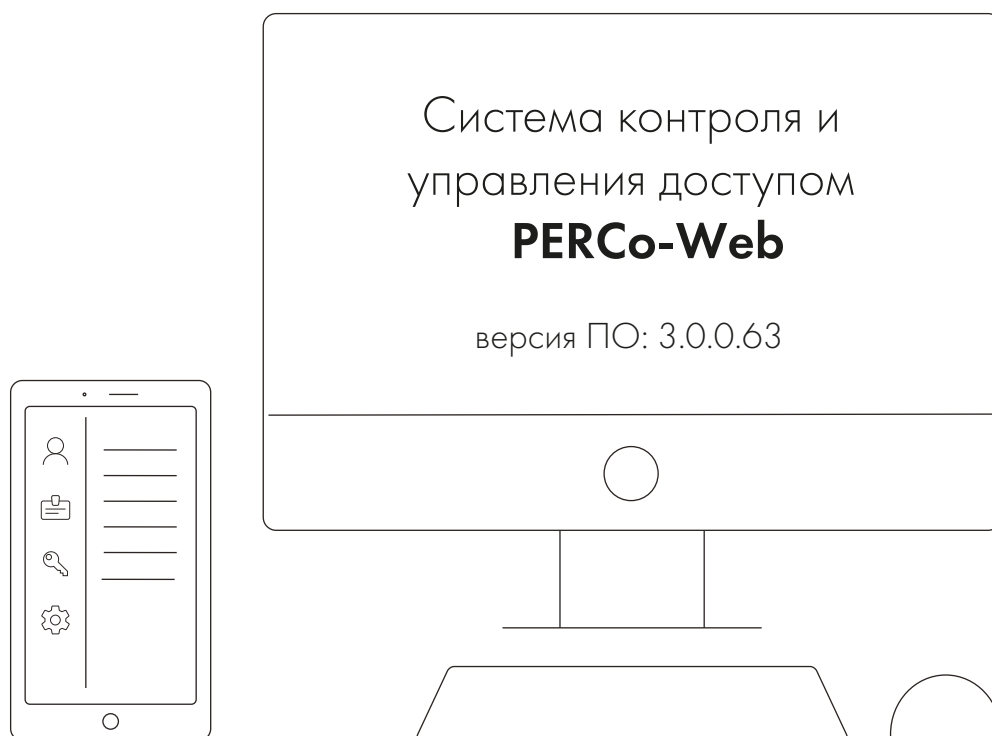 Система контроля и
управления доступом
PERCo-Web
версия ПО: 3.0.0.63